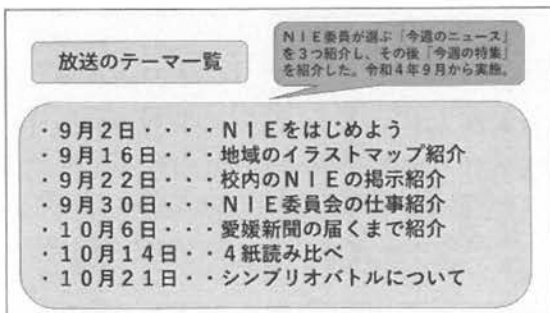 放送のテーマ一覧
NIE委員が選ぶ「今週のニュース」
を3つ紹介し、その後「今週の特集」
を紹介した。令和4年9月から実施。
・9月2日・・・・NIEをはじめよう
・9月16日・・・地域のイラストマップ紹介
・9月22日・・・校内のNIEの掲示紹介
・9月30日・・・NIE委員会の仕事紹介
・10月6日・・・愛媛新聞の届くまで紹介
・10月14日・・4紙読み比べ
・10月21日・・シンブリオバトルについて